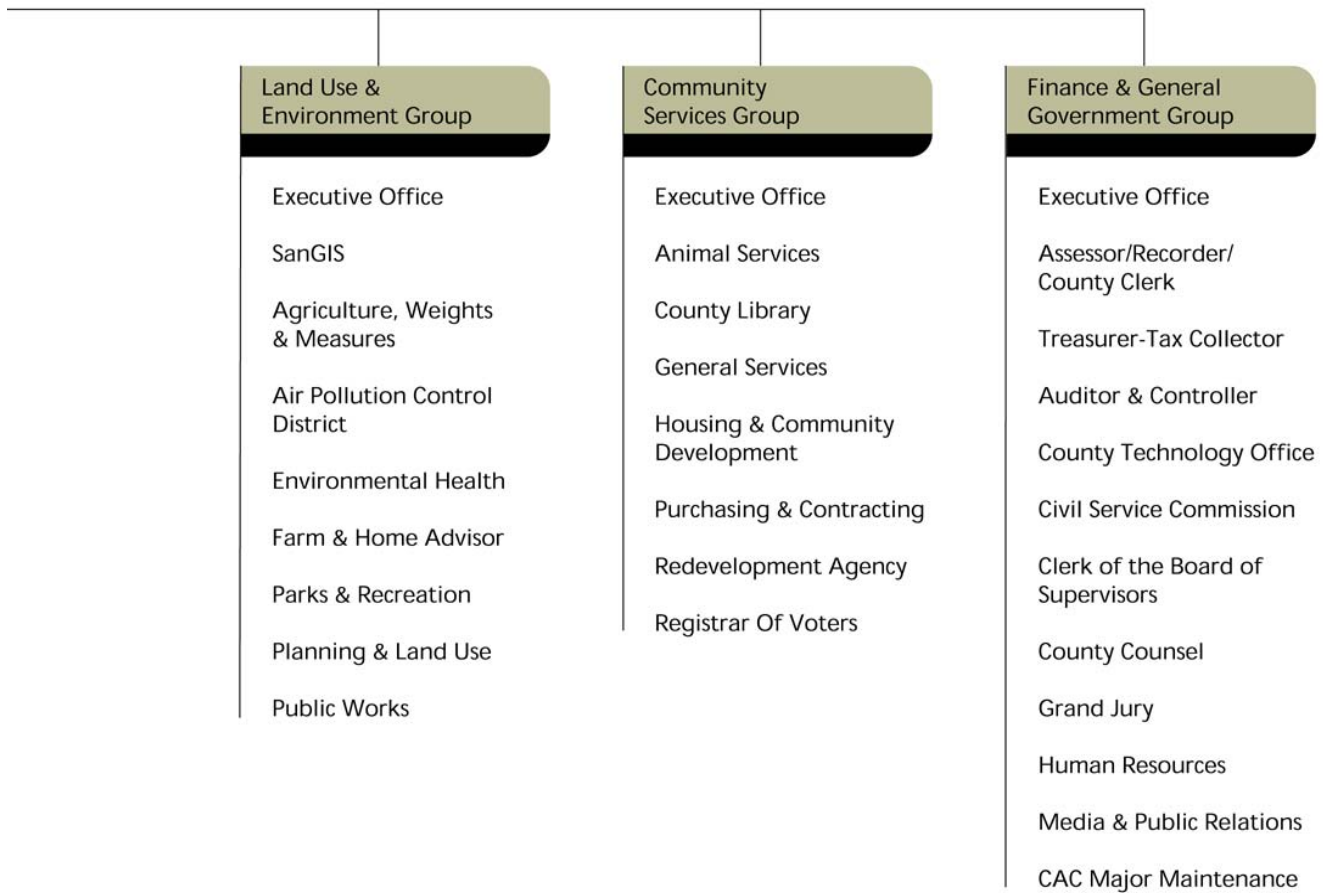 Land Use &
Environment Group
Executive Office
SanGIS
Agriculture, Weights
& Measures
Air Pollution Control
District
Environmental Health
Farm & Home Advisor
Parks & Recreation
Planning & Land Use
Public Works
Community
Services Group
Executive Office
Animal Services
County Library
General Services
Housing & Community
Development
Purchasing & Contracting
Redevelopment Agency
Registrar Of Voters
Finance & General
Government Group
Executive Office
Assessor/Recorder/
County Clerk
Treasurer-Tax Collector
Auditor & Controller
County Technology Office
Civil Service Commission
Clerk of the Board of
Supervisors
County Counsel
Grand Jury
Human Resources
Media & Public Relations
CAC Major Maintenance